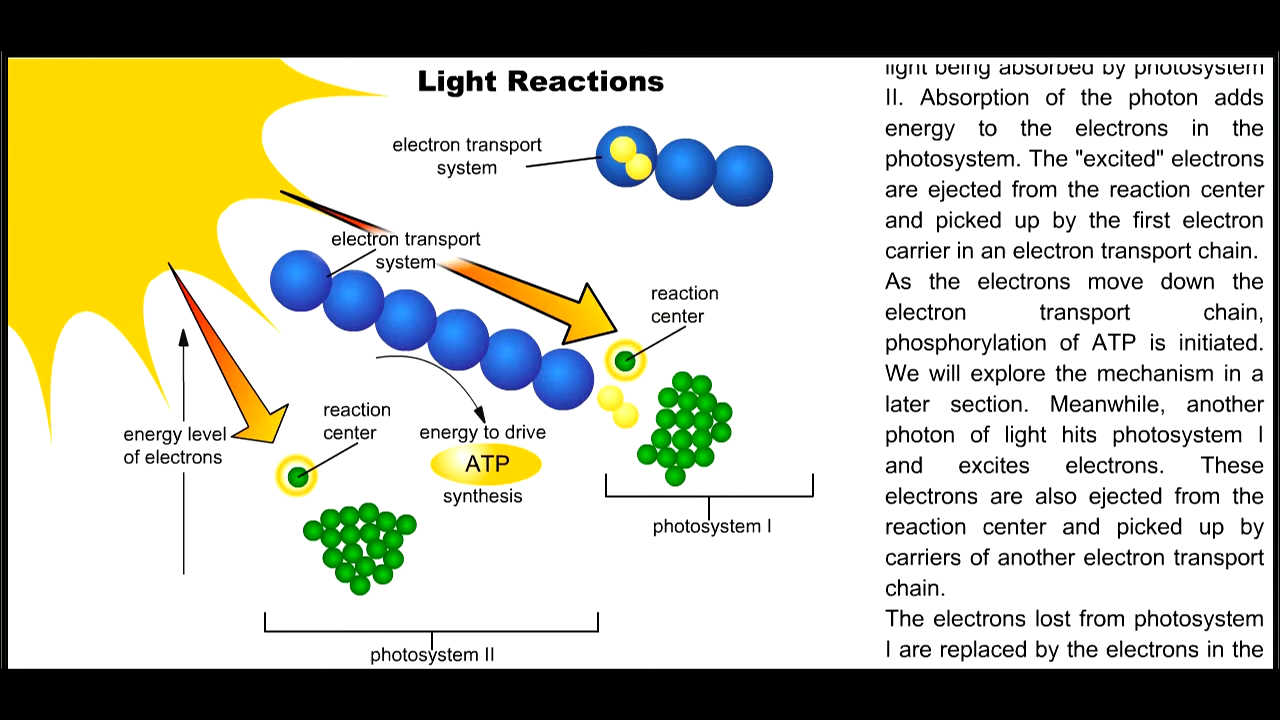 Light Reactions
electron transport
system
electron transport
system
reaction
center
reaction
center
energy level
of electrons
energy to drive
ATP
synthesis
photosystem I
photosystem II
light being absorbed by photosystem
II. Absorption of the photon adds
energy to the electrons in the
photosystem. The "excited" electrons
are ejected from the reaction center
and picked up by the first electron
carrier in an electron transport chain.
As the electrons move down the
electron transport chain,
phosphorylation of ATP is initiated.
We will explore the mechanism in a
later section. Meanwhile, another
photon of light hits photosystem I
and excites electrons. These
electrons are also ejected from the
reaction center and picked up by
carriers of another electron transport
chain.
The electrons lost from photosystem
I are replaced by the electrons in the